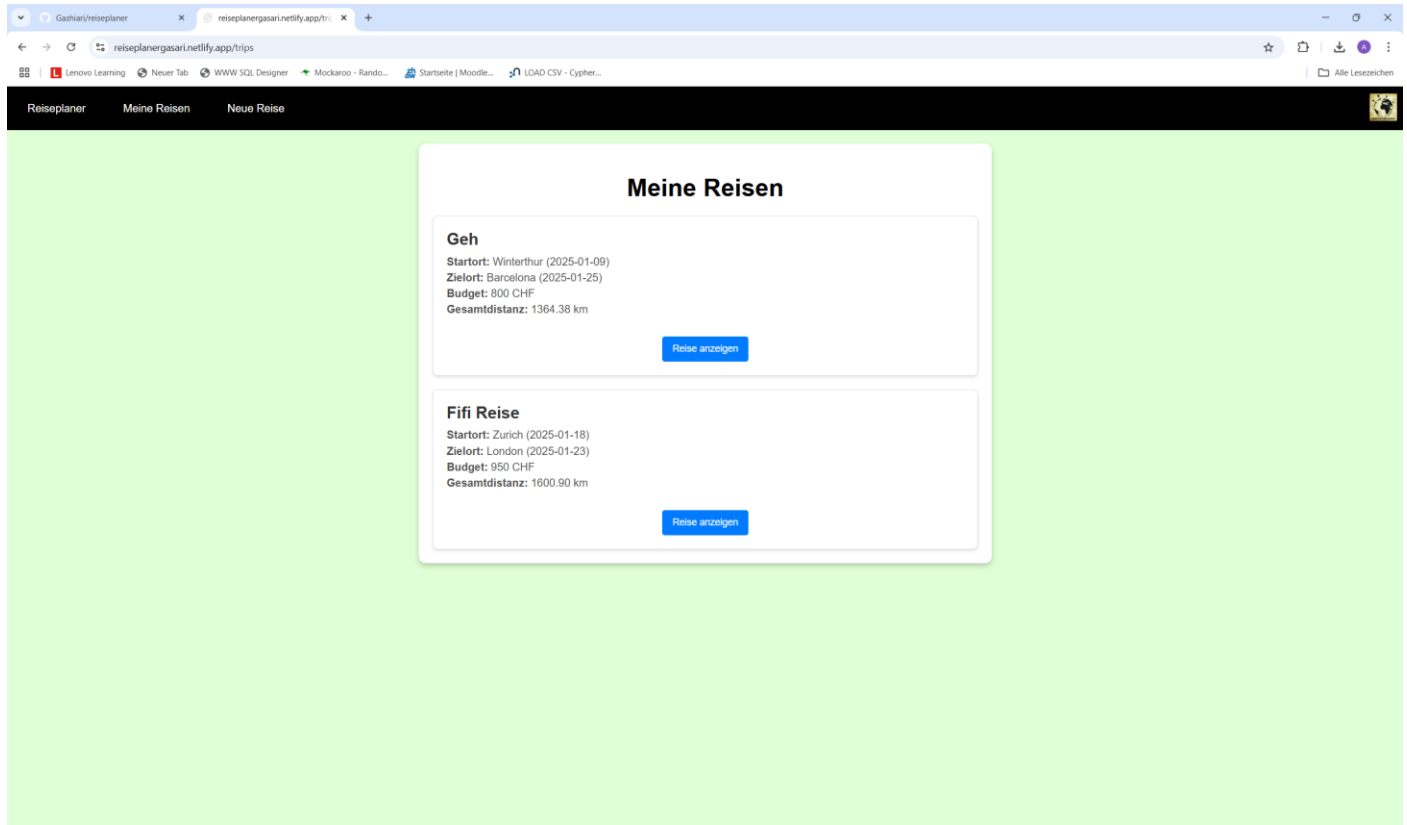 Gashiari/reiseplaner
reiseplanergasari.netlify.app/trip
reiseplanergasari.netlify.app/trips
A
Lenovo Learning
Neuer Tab
WWW SQL Designer
Mockaroo - Rando...
Startseite | Moodle...
LOAD CSV - Cypher...
Alle Lesezeichen
Reiseplaner
Meine Reisen
Neue Reise
Meine Reisen
Geh
Startort: Winterthur (2025-01-09)
Zielort: Barcelona (2025-01-25)
Budget: 800 CHF
Gesamtdistanz: 1364.38 km
Reise anzeigen
Fifi Reise
Startort: Zurich (2025-01-18)
Zielort: London (2025-01-23)
Budget: 950 CHF
Gesamtdistanz: 1600.90 km
Reise anzeigen